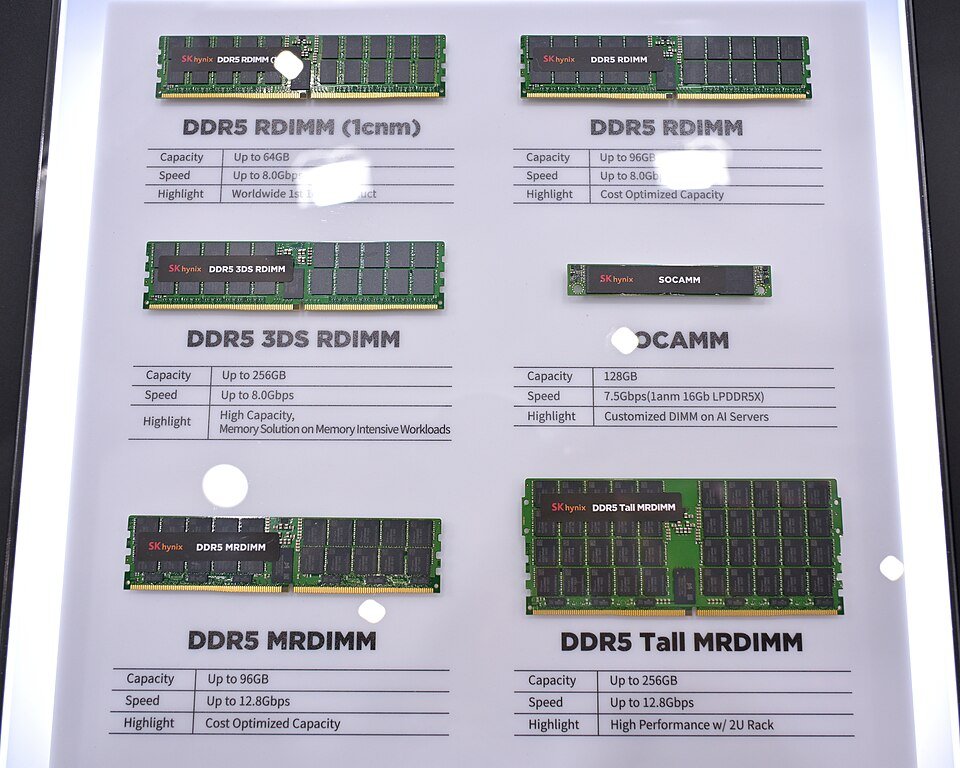 SK hynix DDR5 RDIMM
DDR5 RDIMM (1cnm)
Capacity Up to 64GB
Speed Up to 8.0Gbps
Highlight Worldwide 1st
SK hynix DDR5 RDIMM
DDR5 RDIMM
Capacity Up to 96GB
Speed Up to 8.0Gb
Highlight Cost Optimized Capacity
SK hynix DDR5 3DS RDIMM
DDR5 3DS RDIMM
Capacity Up to 256GB
Speed Up to 8.0Gbps
Highlight High Capacity,
Memory Solution on Memory Intensive Workloads
SK hynix SOCAMM
OCAMM
Capacity 128GB
Speed 7.5Gbps(1anm 16Gb LPDDR5X)
Highlight Customized DIMM on AI Servers
SK hynix DDR5 MRDIMM
DDR5 MRDIMM
Capacity Up to 96GB
Speed Up to 12.8Gbps
Highlight Cost Optimized Capacity
SK hynix DDR5 Tall MRDIMM
DDR5 Tall MRDIMM
Capacity Up to 256GB
Speed Up to 12.8Gbps
Highlight High Performance w/ 2U Rack